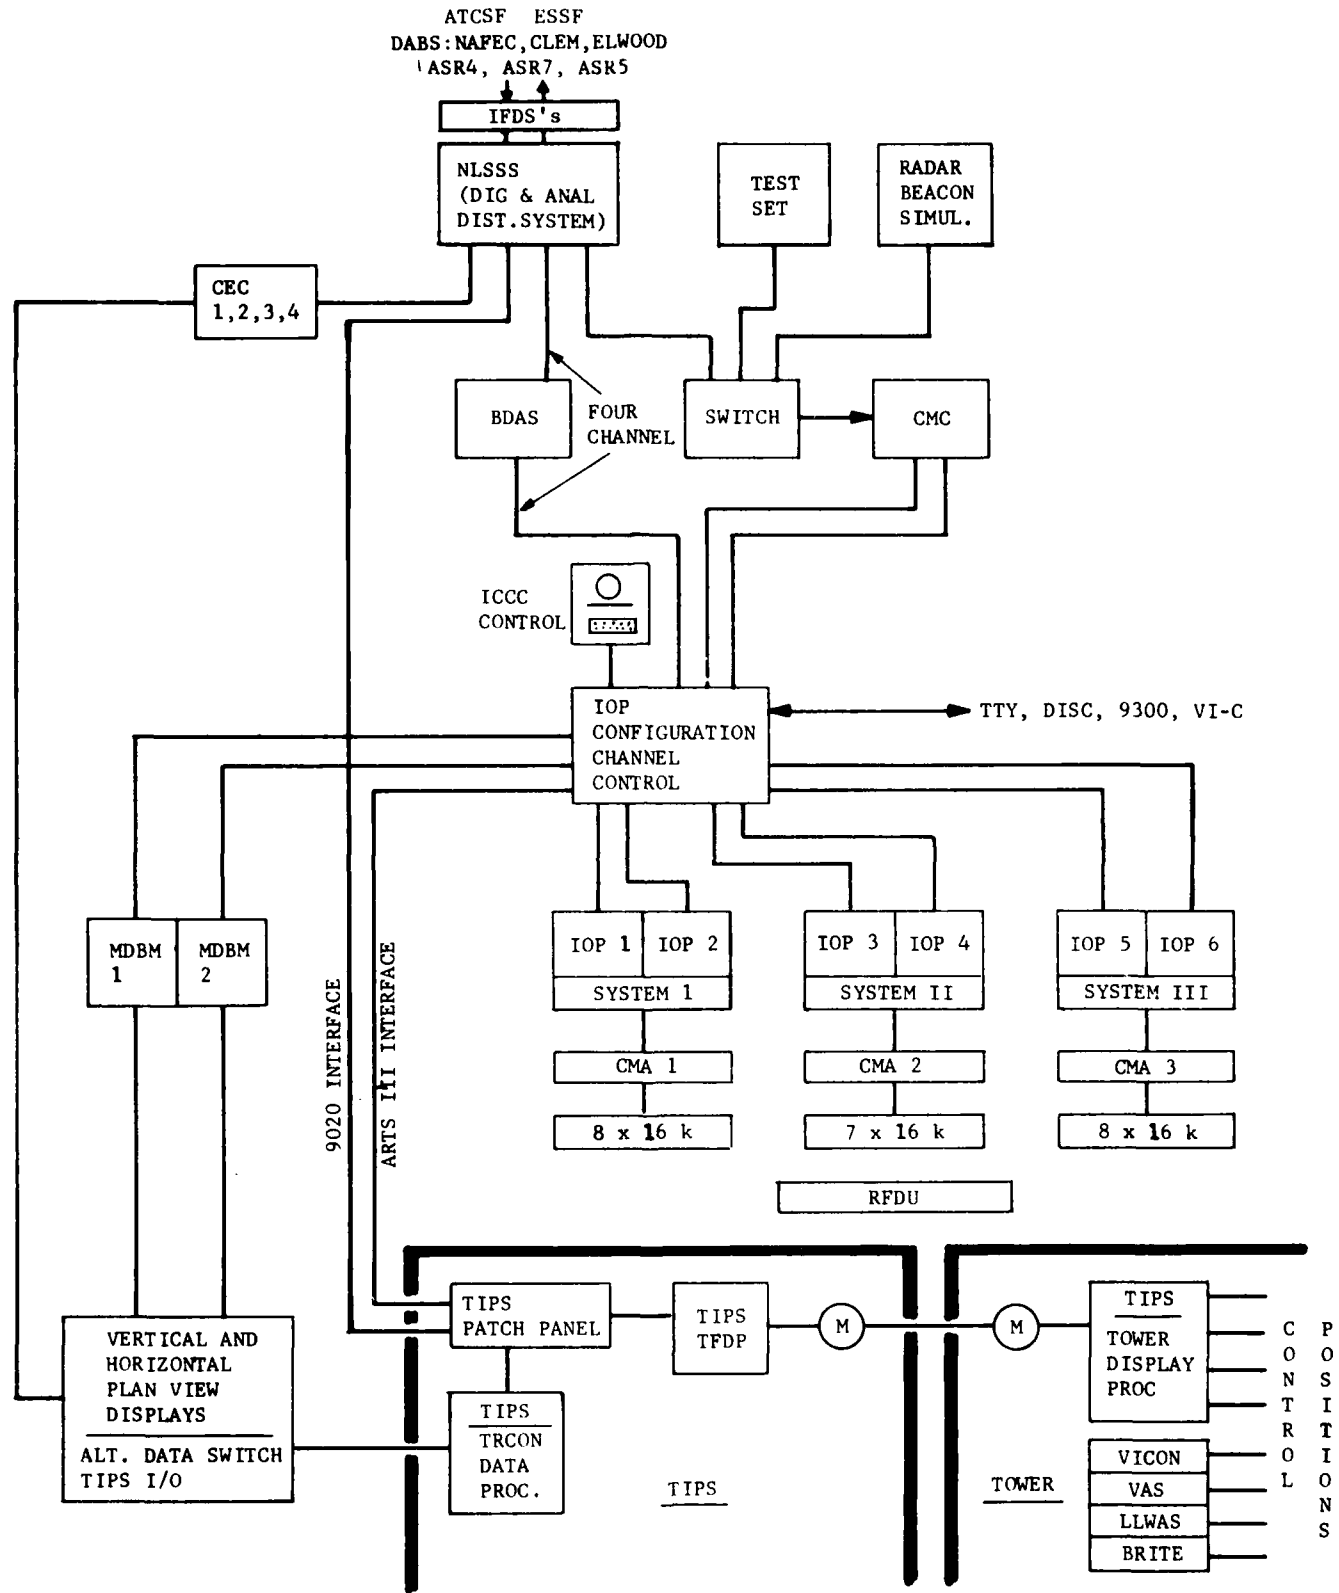 ATCSF ESSF
DABS:NAFEC,CLEM,ELWOOD
ASR4, ASR7, ASR5
IFDS's
NLSSS
(DIG & ANAL
DIST.SYSTEM)
TEST
SET
RADAR
BEACON
SIMUL.
CEC
1,2,3,4
BDAS
FOUR
CHANNEL
SWITCH
CMC
ICCC
CONTROL
IOP
CONFIGURATION
CHANNEL
CONTROL
TTY, DISC, 9300, VI-C
MDBM
1
MDBM
2
9020 INTERFACE
ARTS III INTERFACE
IOP 1
IOP 2
SYSTEM 1
CMA 1
8 x 16 k
IOP 3
IOP 4
SYSTEM II
CMA 2
7 x 16 k
IOP 5
IOP 6
SYSTEM III
CMA 3
8 x 16 k
RFDU
VERTICAL AND
HORIZONTAL
PLAN VIEW
DISPLAYS
ALT. DATA SWITCH
TIPS I/O
TIPS
PATCH PANEL
TIPS
TRCON
DATA
PROC.
TIPS
TFDP
M
M
TIPS
TOWER
TIPS
TOWER
DISPLAY
PROC
VICON
VAS
LLWAS
BRITE
CONTROL
POSITIONS